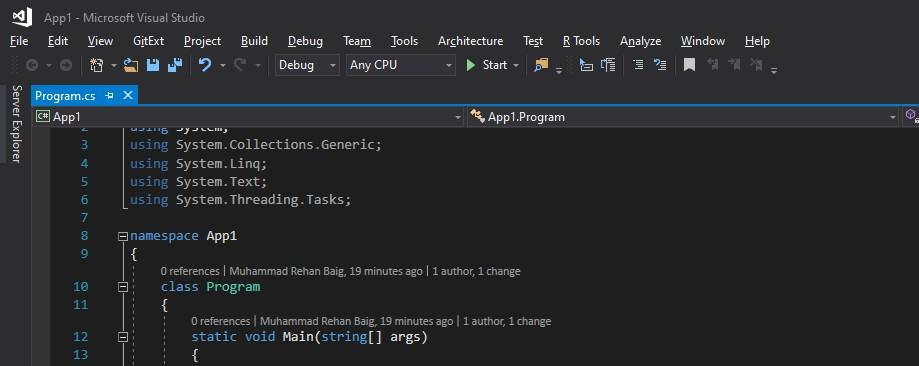 App1 - Microsoft Visual Studio
File Edit View GitExt Project Build Debug Team Tools Architecture Test R Tools Analyze Window Help
Debug Any CPU Start
Server Explorer
Program.cs
C# App1 App1.Program
2 using System;
3 using System.Collections.Generic;
4 using System.Linq;
5 using System.Text;
6 using System.Threading.Tasks;
7
8 namespace App1
9 {
0 references | Muhammad Rehan Baig, 19 minutes ago | 1 author, 1 change
10 class Program
11 {
0 references | Muhammad Rehan Baig, 19 minutes ago | 1 author, 1 change
12 static void Main(string[] args)
13 {